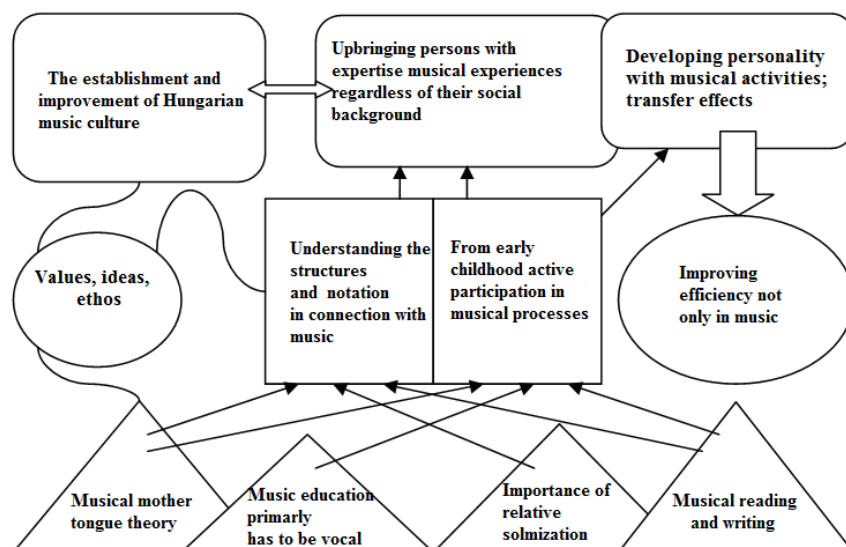 The establishment and
improvement of Hungarian
music culture
Upbringing persons with
expertise musical experiences
regardless of their social
background
Developing personality
with musical activities;
transfer effects
Values, ideas,
ethos
Understanding the
structures
and notation
in connection with
music
From early
childhood active
participation in
musical processes
Improving
efficiency not
only in music
Musical mother
tongue theory
Music education
primarly
has to be vocal
Importance of
relative
solmization
Musical reading
and writing